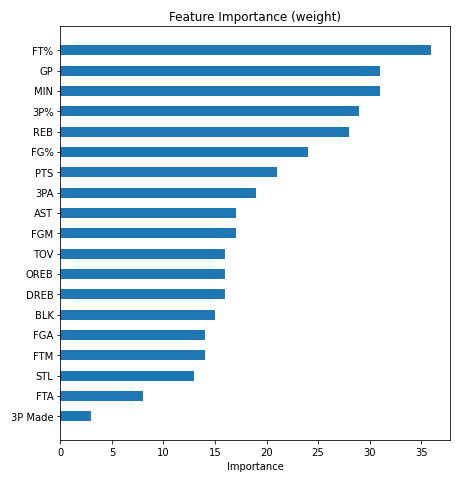 Feature Importance (weight)
FT%
GP
MIN
3P%
REB
FG%
PTS
3PA
AST
FGM
TOV
OREB
DREB
BLK
FGA
FTM
STL
FTA
3P Made
0 5 10 15 20 25 30 35
Importance